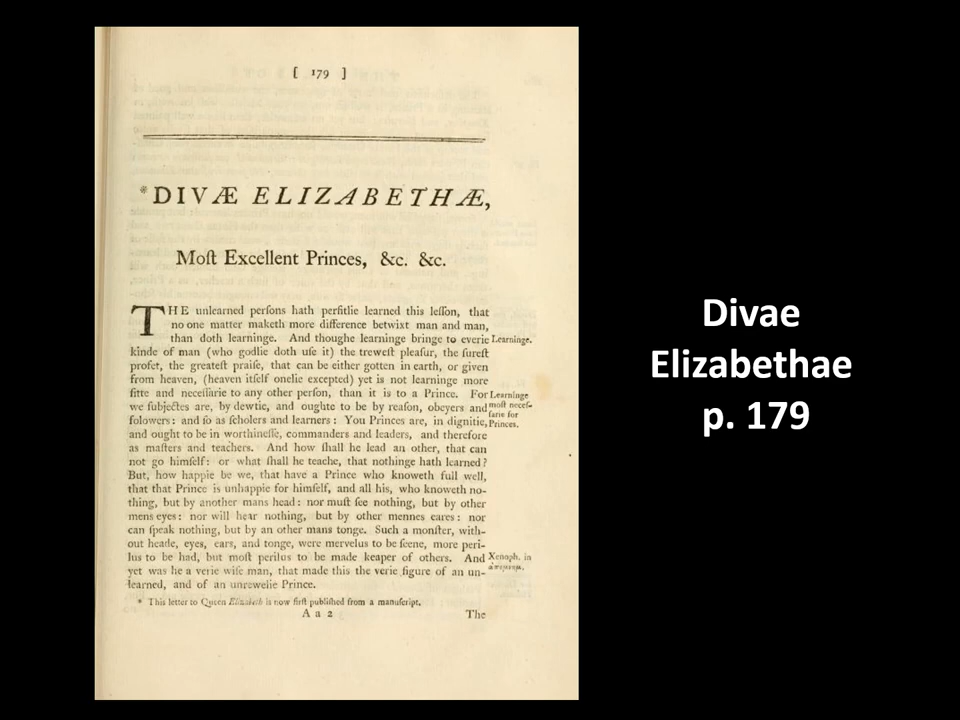 [ 179 ]
*DIVÆ ELIZABETHÆ,
Moſt Excellent Princes, &c. &c.
THE unlearned perſons hath perfitlie learned this leſſon, that
no one matter maketh more difference betwixt man and man,
than doth learninge. And thoughe learninge bringe to everie Learninge.
kinde of man (who godlie doth uſe it) the treweſt pleaſur, the ſureſt
profet, the greateſt praiſe, that can be either gotten in earth, or given
from heaven, (heaven itſelf onelie excepted) yet is not learninge more
fitte and neceſſarie to any other perſon, than it is to a Prince. For Learninge
we ſubjectes are, by dewtie, and oughte to be by reaſon, obeyers and moſt neceſ-
folowers: and ſo as ſcholers and learners: You Princes are, in dignitie, ſarie for
and ought to be in worthineſſe, commanders and leaders, and therefore Princes.
as maſters and teachers. And how ſhall he lead an other, that can
not go himſelf: or what ſhall he teache, that nothinge hath learned?
But, how happie be we, that have a Prince who knoweth full well,
that that Prince is unhappie for himſelf, and all his, who knoweth no-
thing, but by another mans head: nor muſt ſee nothing, but by other
mens eyes: nor will hear nothing, but by other mennes eares: nor
can ſpeak nothing, but by an other mans tonge. Such a monſter, with-
out heade, eyes, ears, and tonge, were mervelus to be ſeene, more peri-
lus to be had, but moſt perilus to be made keaper of others. And Xenoph. in
yet was he a verie wiſe man, that made this the verie figure of an un-
learned, and of an unrewelie Prince.
* This letter to Queen Elizabeth is now firſt publiſhed from a manuſcript.
A a 2 The
Divae
Elizabethae
p. 179